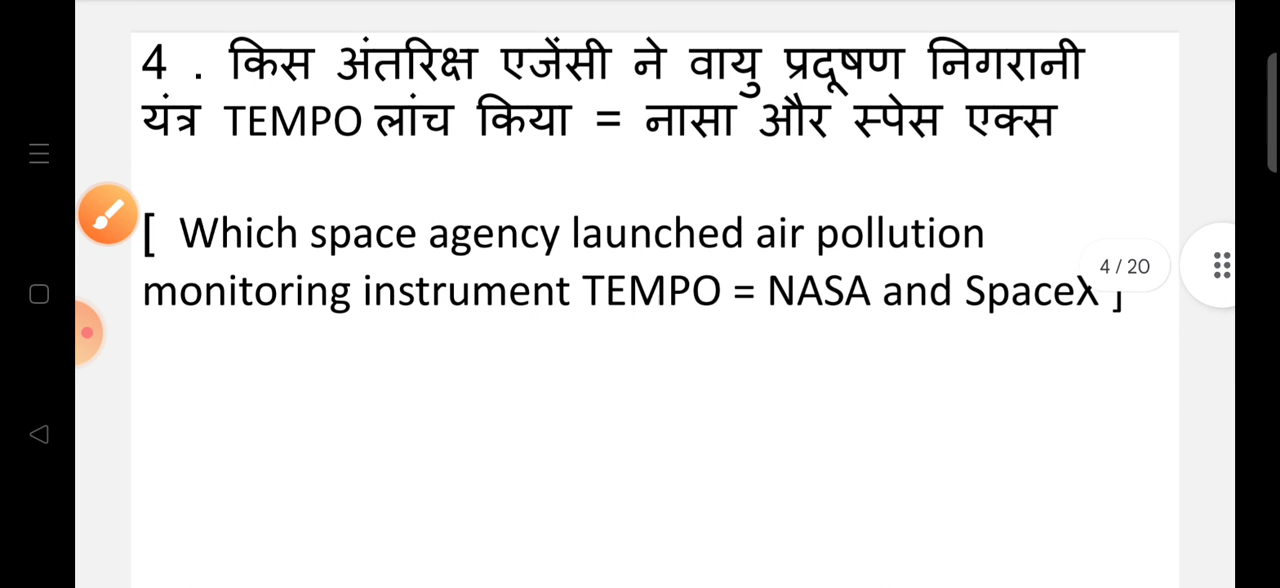 4 . किस अंतरिक्ष एजेंसी ने वायु प्रदूषण निगरानी
यंत्र TEMPO लांच किया = नासा और स्पेस एक्स
[ Which space agency launched air pollution
4 / 20
monitoring instrument TEMPO = NASA and SpaceX ]